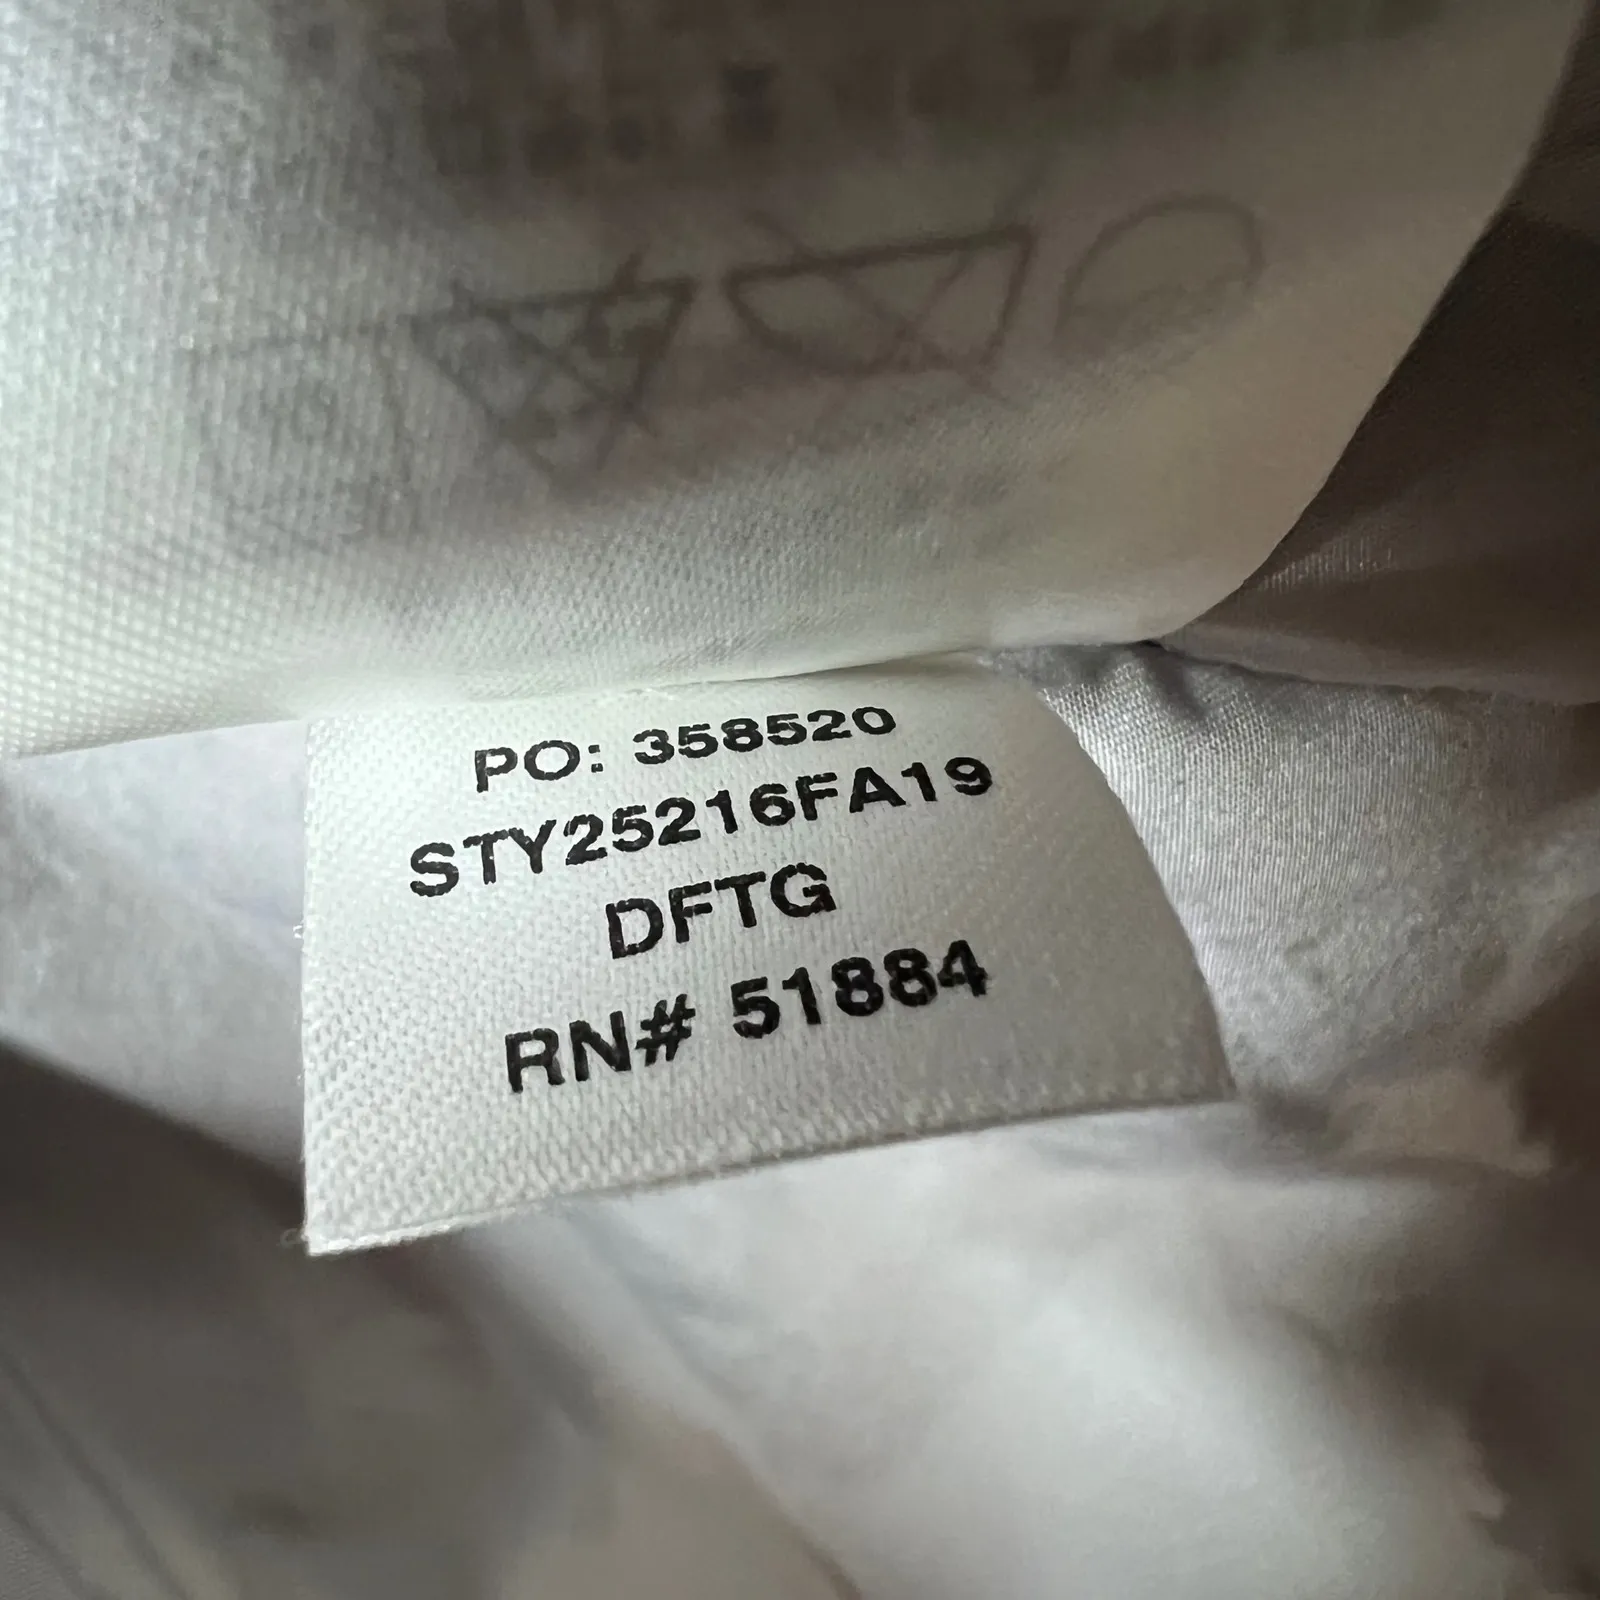 PO: 358520
STY25216FA19
DFTG
RN# 51884